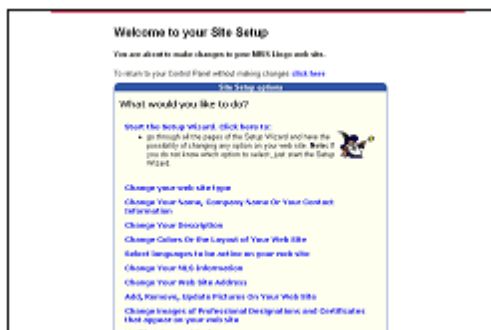 Welcome to your Site Setup
You are about to make changes to your web site.
To return to your Control Panel without making changes click here
Site Setup options
What would you like to do?
Start the Setup Wizard. Click here to:
• go through all the pages of the Setup Wizard and have the
possibility of changing any option on your web site. Note: If
you do not know which option to select, just start the Setup
Wizard.
Change your web site type
Change Your Name, Company Name Or Your Contact
Information
Change Your Description
Change Colors Or the Layout of Your Web Site
Select languages to be active on your web site
Change Your MLS Information
Change Your Web Site Address
Add, Remove, Update Pictures On Your Web Site
Change Images of Professional Designations and Certificates
that appear on your web site